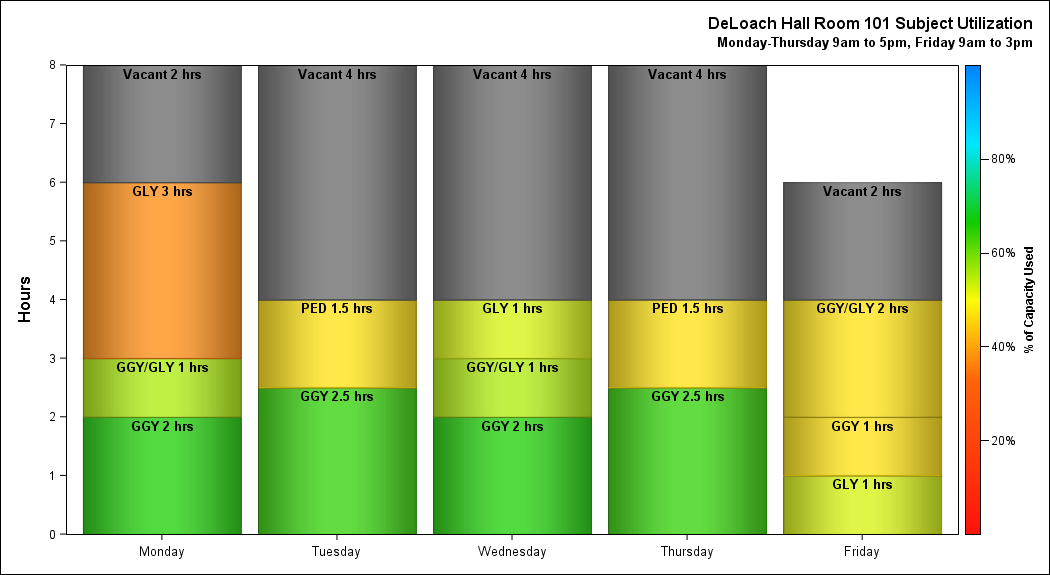 DeLoach Hall Room 101 Subject Utilization
Monday-Thursday 9am to 5pm, Friday 9am to 3pm
Hours
8
7
6
5
4
3
2
1
0
Vacant 2 hrs
GLY 3 hrs
GGY/GLY 1 hrs
GGY 2 hrs
Monday
Vacant 4 hrs
PED 1.5 hrs
GGY 2.5 hrs
Tuesday
Vacant 4 hrs
GLY 1 hrs
GGY/GLY 1 hrs
GGY 2 hrs
Wednesday
Vacant 4 hrs
PED 1.5 hrs
GGY 2.5 hrs
Thursday
Vacant 2 hrs
GGY/GLY 2 hrs
GGY 1 hrs
GLY 1 hrs
Friday
80%
60%
40%
20%
% of Capacity Used